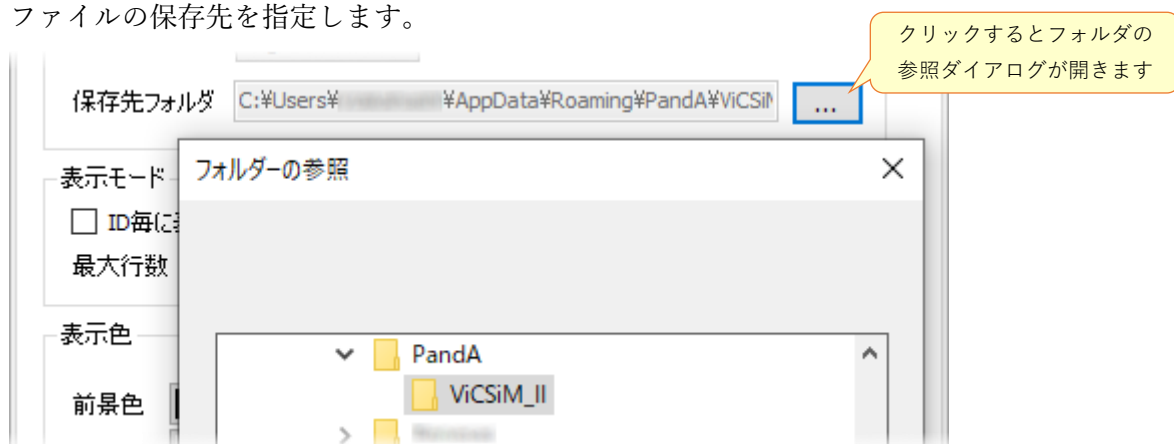 ファイルの保存先を指定します。
クリックするとフォルダの
参照ダイアログが開きます
保存先フォルダ C:¥Users¥ ¥AppData¥Roaming¥PandA¥ViCSiM ...
表示モード
フォルダーの参照
ID毎に
最大行数
表示色
PandA
前景色
ViCSiM_II